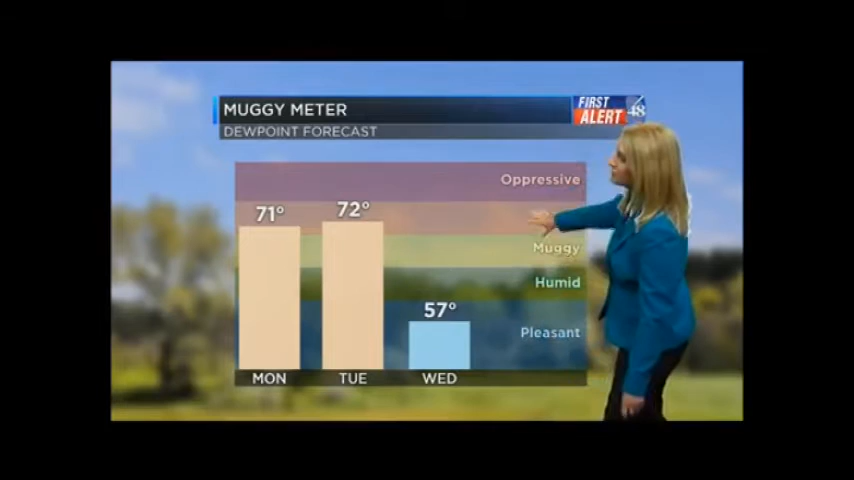 MUGGY METER
FIRST
ALERT
48
DEWPOINT FORECAST
Oppressive
71°
72°
Muggy
Humid
57°
Pleasant
MON
TUE
WED